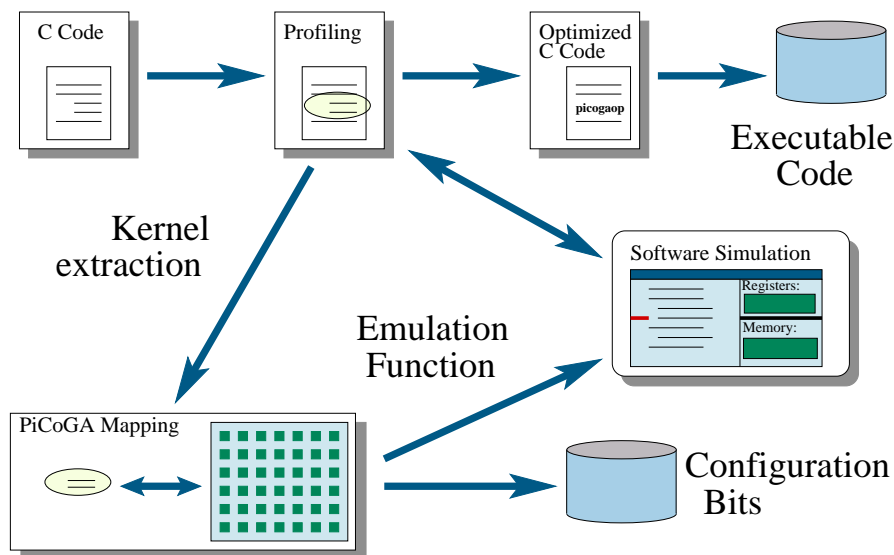 C Code
Profiling
Optimized
C Code
picogaop
Executable
Code
Kernel
extraction
Software Simulation
Registers:
Memory:
Emulation
Function
PiCoGA Mapping
Configuration
Bits